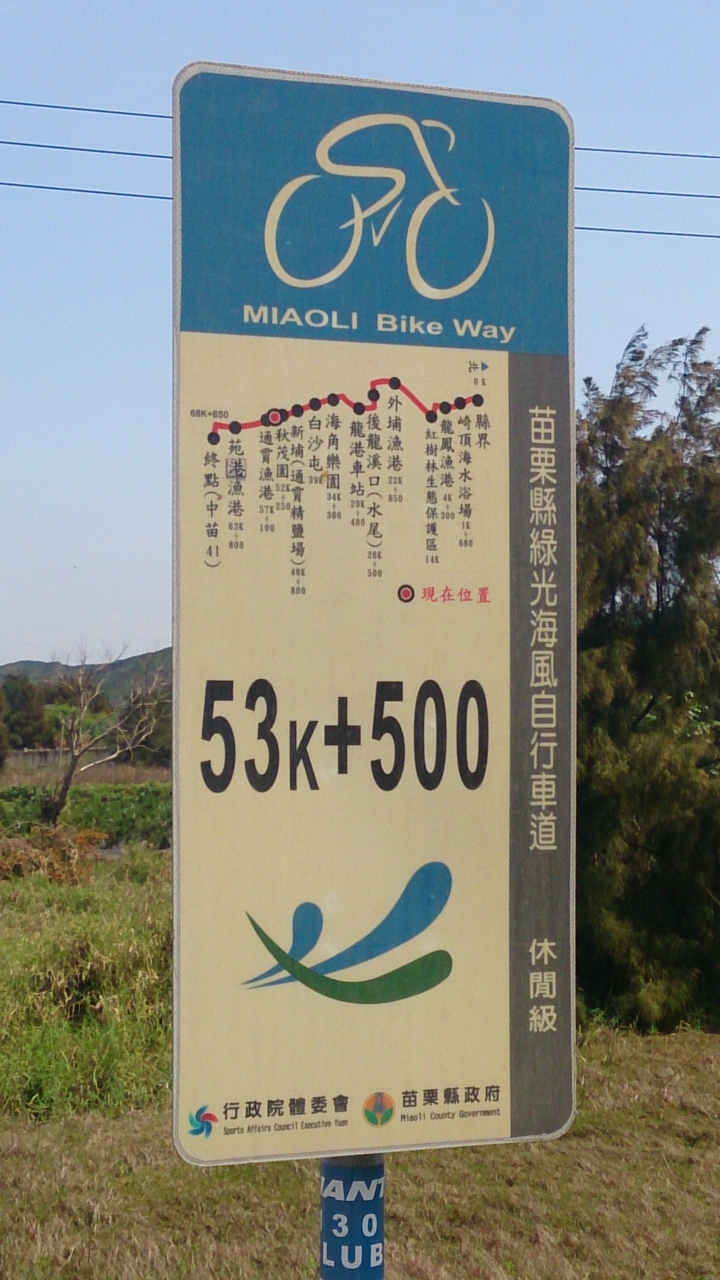 MIAOLI Bike Way
北
0K
68K+650
終點(中苗41)
苑港漁港
63K+800
通霄漁港
57K+100
秋茂園
52K+250
新埔(通霄精鹽場)
40K+800
白沙屯
39K
海角樂園
34K+300
龍港車站
29K+400
後龍溪口(水尾)
26K+500
外埔漁港
22K+850
紅樹林生態保護區
14K
龍鳳漁港
4K+300
崎頂海水浴場
1K+680
縣界
現在位置
53K+500
苗栗縣綠光海風自行車道
休閒級
行政院體委會
Sports Affairs Council Executive Yuan
苗栗縣政府
Miaoli County Government
IANT
30
LUB